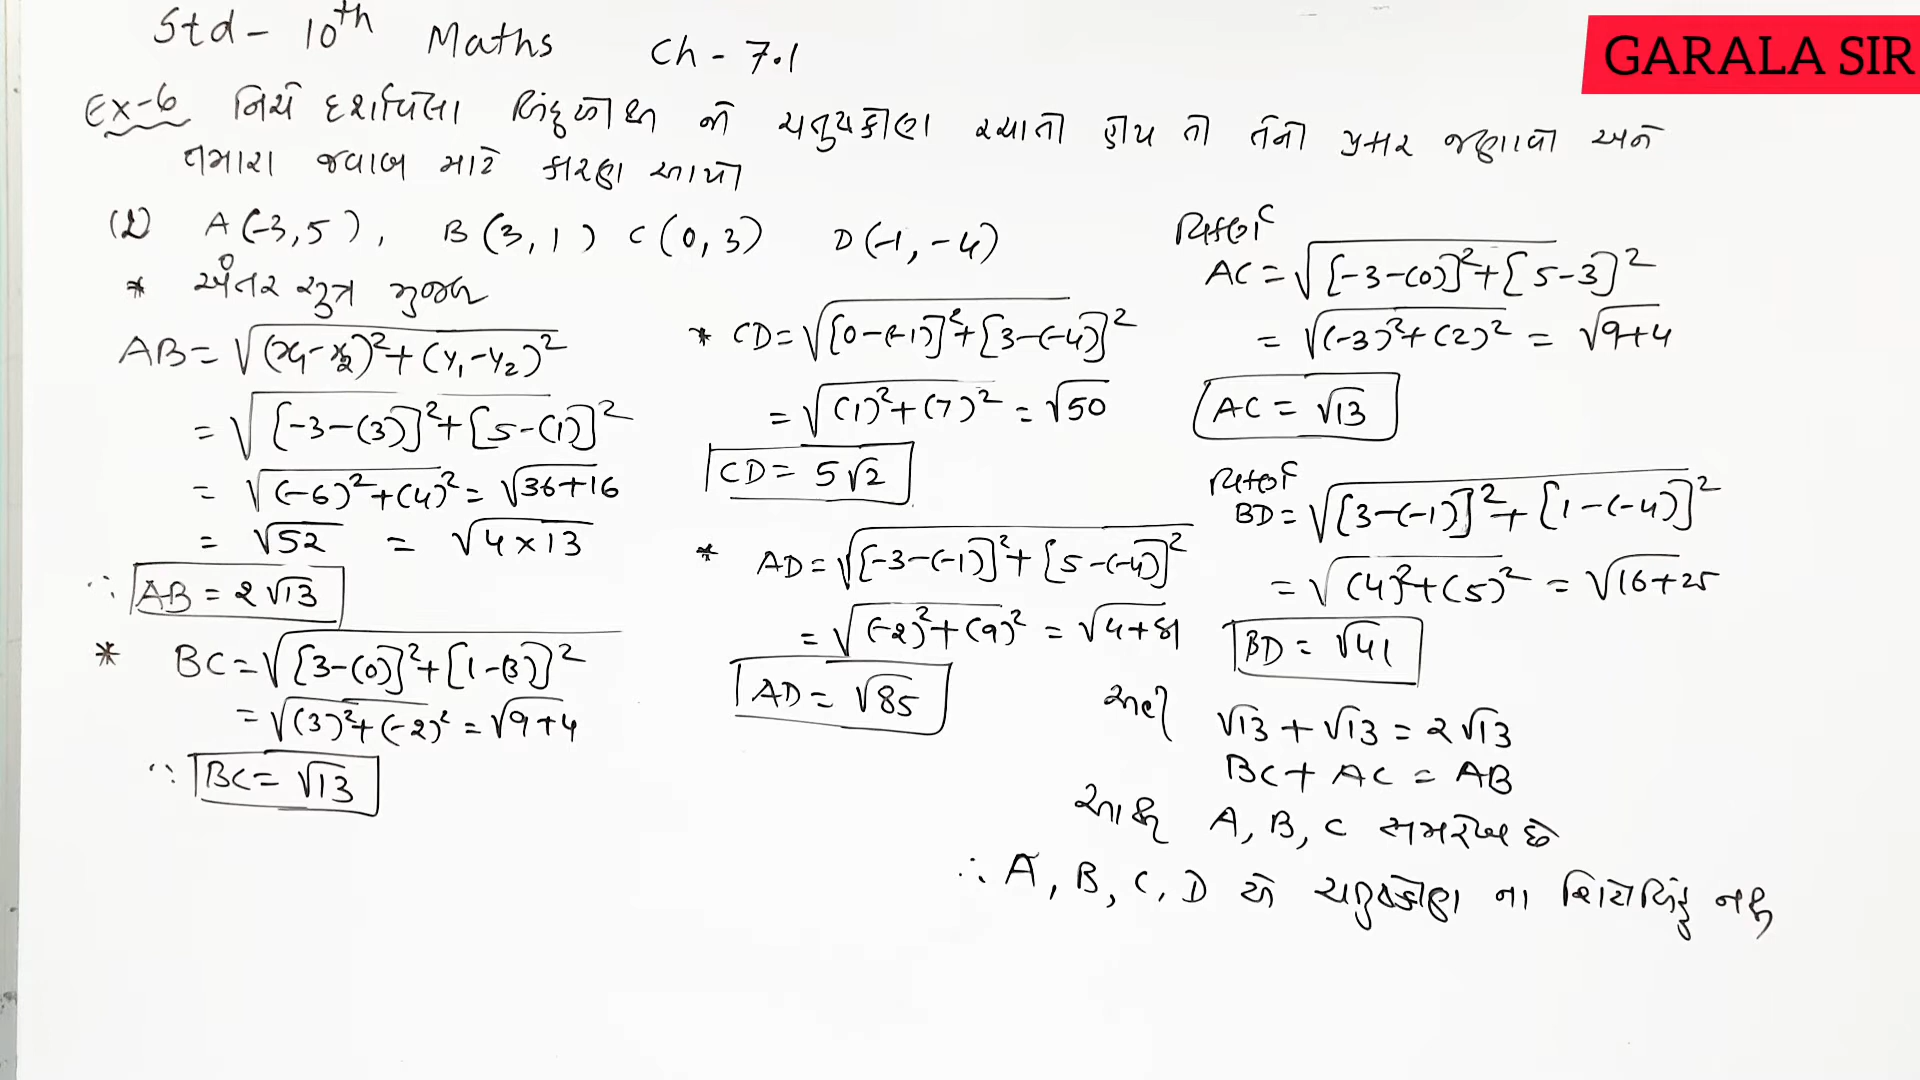 Std - 10th Maths Ch - 7.1
GARALA SIR
Ex-6 નિચે દર્શાવેલા બિંદુઓથી જો ચતુષ્કોણ રચાતો હોય તો તેનો પ્રકાર જણાવો અને
તમારા જવાબ માટે કારણ આપો
(2) A(-3,5), B(3,1) C(0,3) D(-1,-4)
* અંતર સૂત્ર મુજબ
AB = √(x₁-x₂)²+(y₁-y₂)²
= √[-3-(3)]²+[5-(1)]²
= √(-6)²+(4)² = √36+16
= √52 = √4×13
∴ AB = 2√13
* BC = √[3-(0)]²+[1-(3)]²
= √(3)²+(-2)² = √9+4
∴ BC = √13
* CD = √[0-(-1)]²+[3-(-4)]²
= √(1)²+(7)² = √50
CD = 5√2
* AD = √[-3-(-1)]²+[5-(-4)]²
= √(-2)²+(9)² = √4+81
AD = √85
વિકર્ણ
AC = √[-3-(0)]²+[5-3]²
= √(-3)²+(2)² = √9+4
AC = √13
વિકર્ણ
BD = √[3-(-1)]²+[1-(-4)]²
= √(4)²+(5)² = √16+25
BD = √41
અહીં √13 + √13 = 2√13
BC + AC = AB
આથી A, B, C સમરેખ છે
∴ A, B, C, D એ ચતુષ્કોણ ના શિરોબિંદુ નથી